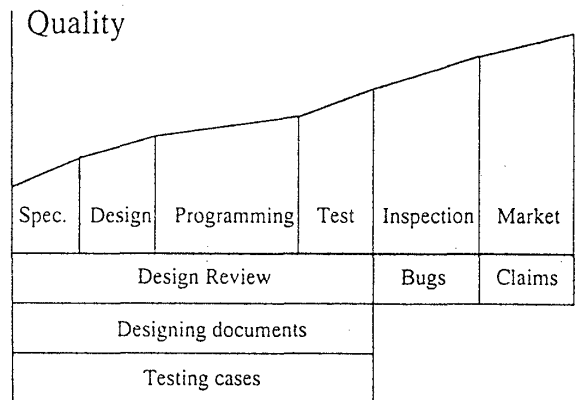 Quality
Spec. Design Programming Test Inspection Market
Design Review Bugs Claims
Designing documents
Testing cases